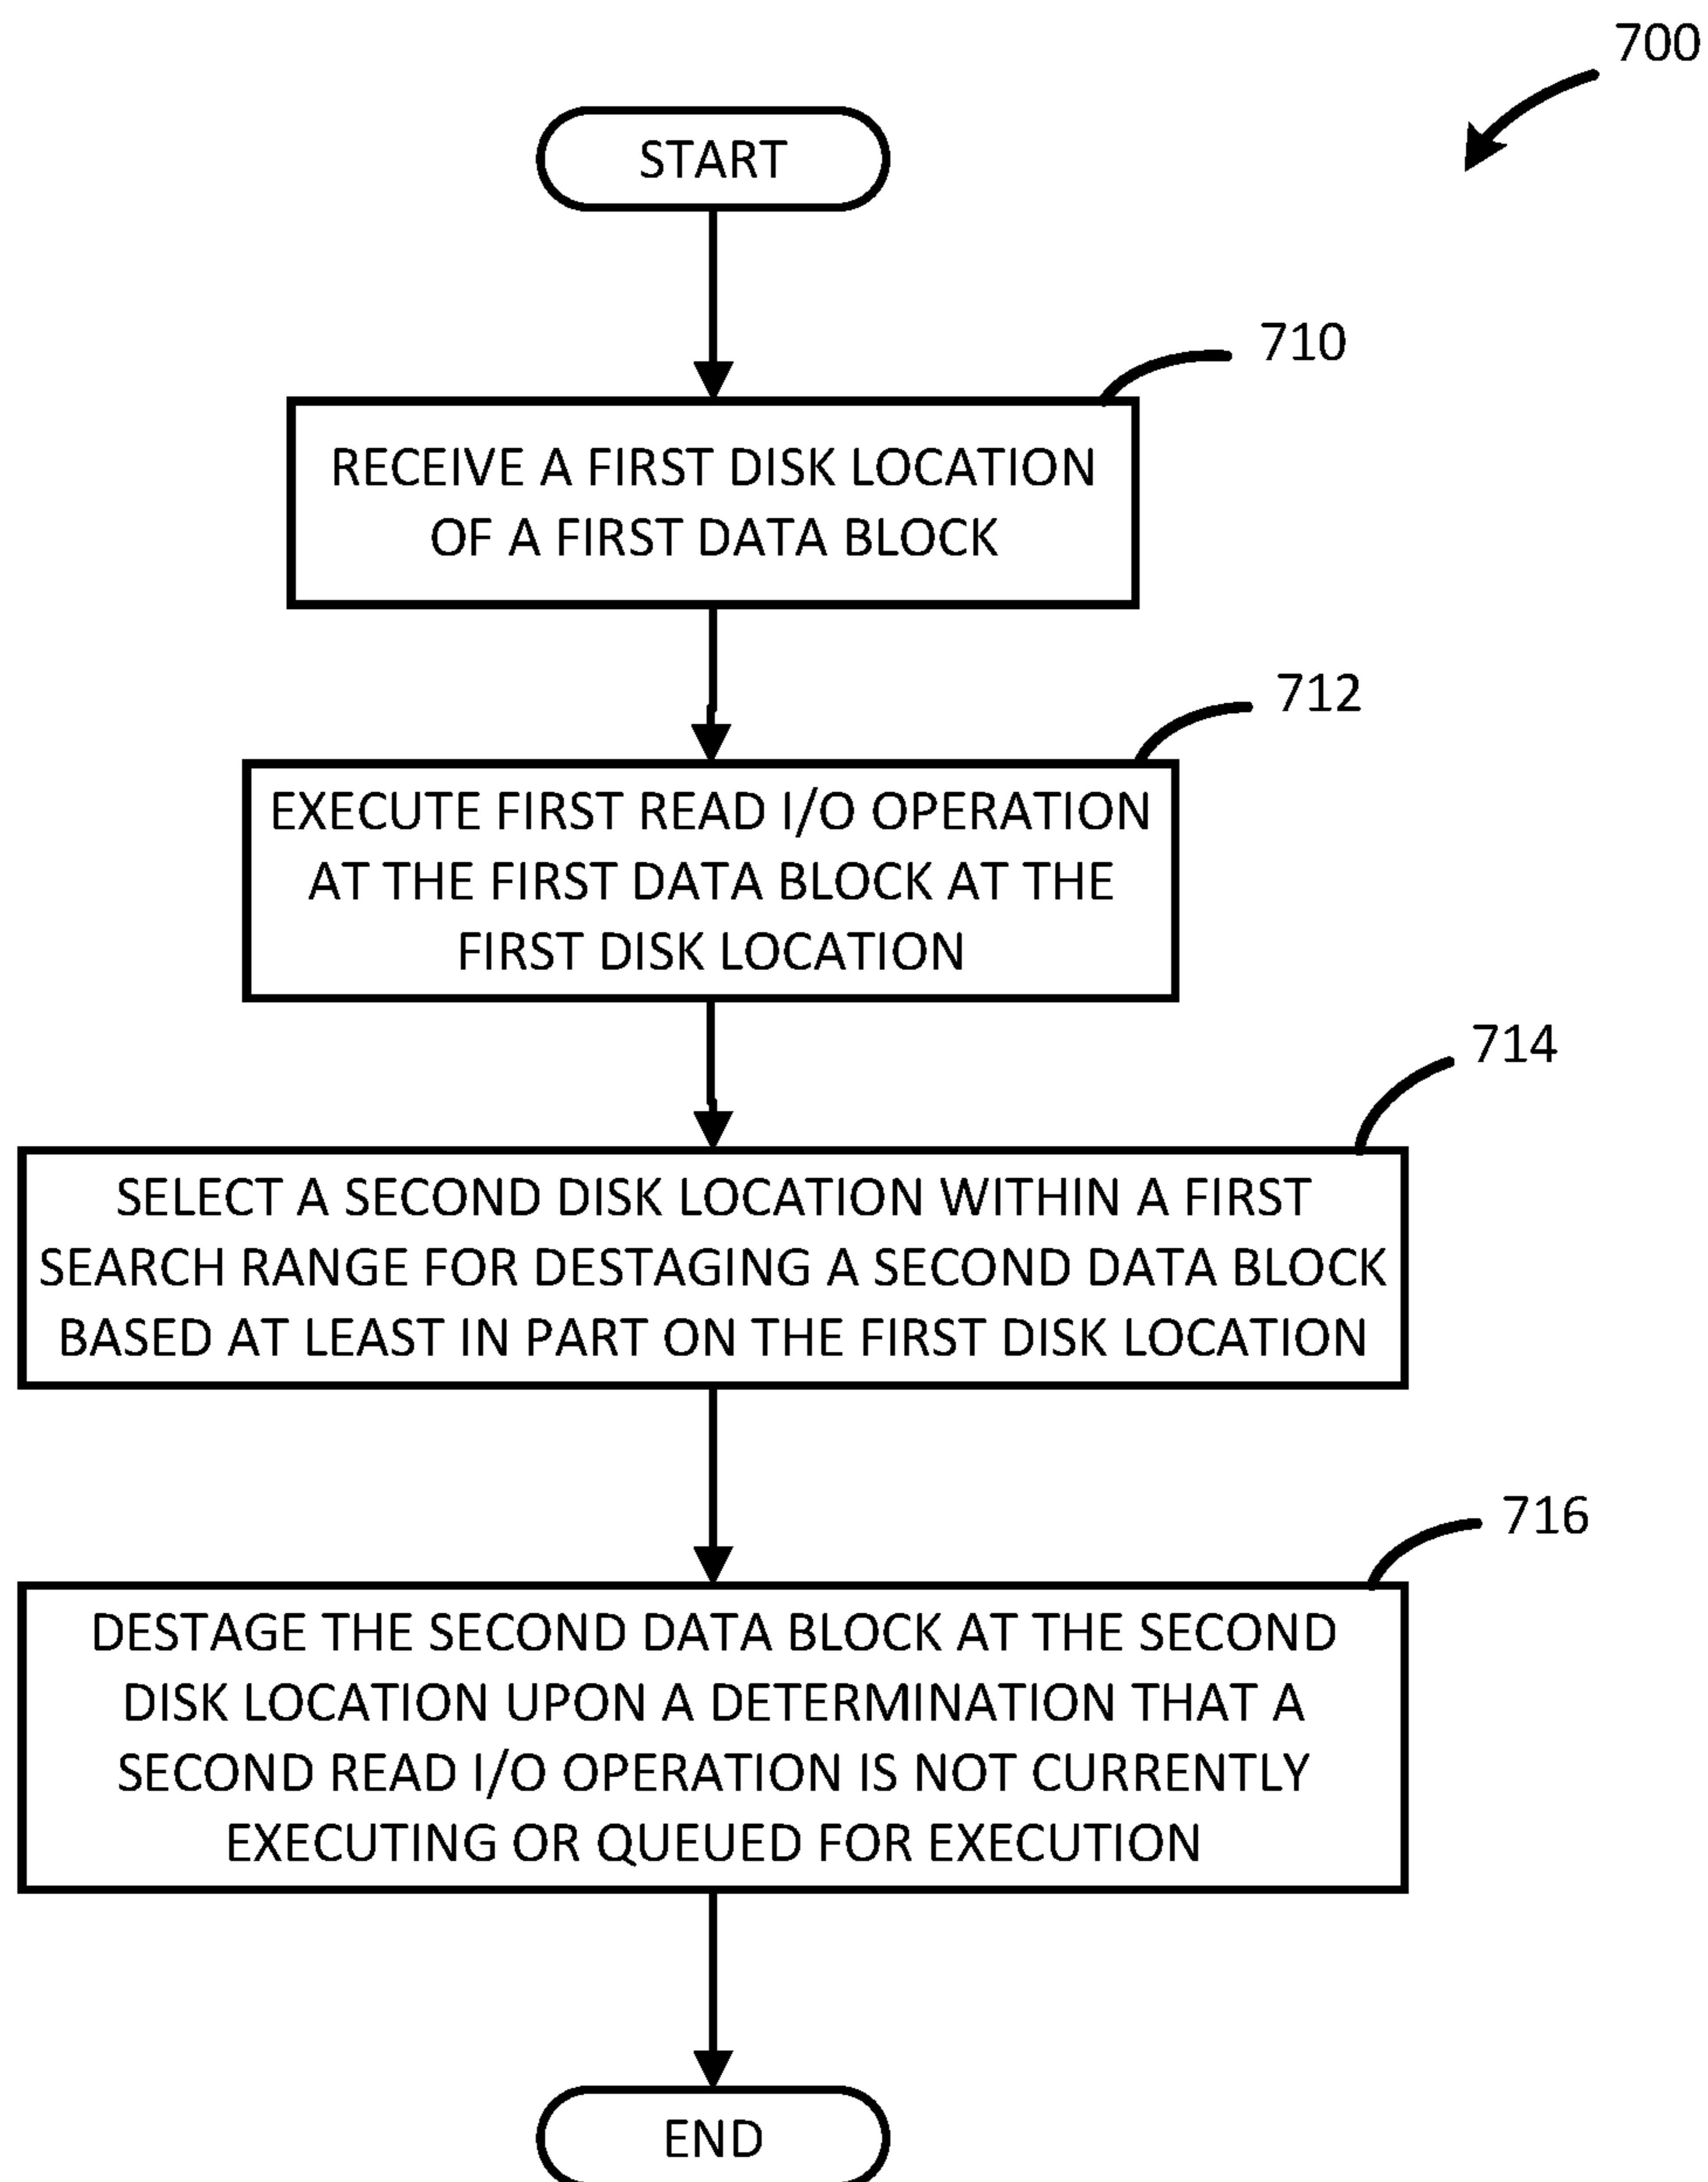 700
START
710
RECEIVE A FIRST DISK LOCATION
OF A FIRST DATA BLOCK
712
EXECUTE FIRST READ I/O OPERATION
AT THE FIRST DATA BLOCK AT THE
FIRST DISK LOCATION
714
SELECT A SECOND DISK LOCATION WITHIN A FIRST
SEARCH RANGE FOR DESTAGING A SECOND DATA BLOCK
BASED AT LEAST IN PART ON THE FIRST DISK LOCATION
716
DESTAGE THE SECOND DATA BLOCK AT THE SECOND
DISK LOCATION UPON A DETERMINATION THAT A
SECOND READ I/O OPERATION IS NOT CURRENTLY
EXECUTING OR QUEUED FOR EXECUTION
END